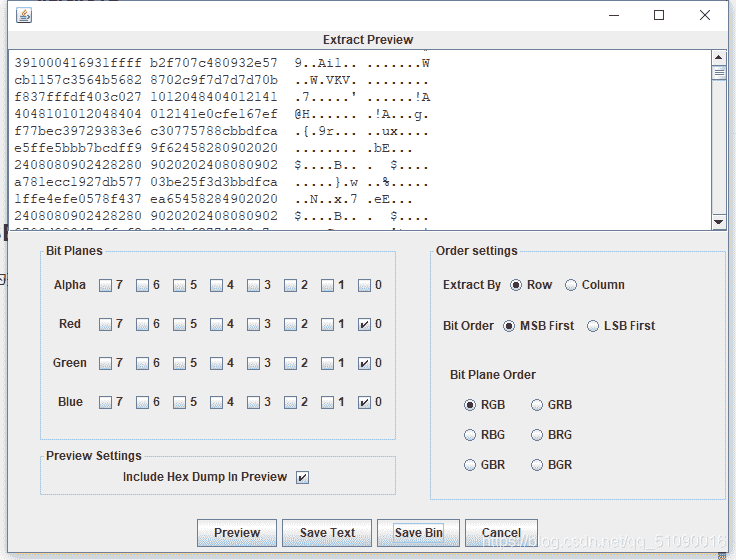 Extract Preview
391000416931ffff b2f707c480932e57 9..Ail.. .......W
cb1157c3564b5682 8702c9f7d7d7d70b ..W.VKV. ........
f837fffdf403c027 1012048404012141 .7.....' ......!A
4048101012048404 012141e0cfe167ef @H...... .!A...g.
f77bec39729383e6 c30775788cbbdfca .{.9r... ..ux....
e5ffe5bbb7bcdff9 9f62458280902020 ........ .bE...
2408080902428280 9020202408080902 $....B.. . $....
a781ecc1927db577 03be25f3d3bbdfca .....}.w ..%.....
1ffe4efe0578f437 ea65458284902020 ..N..x.7 .eE...
2408080902428280 9020202408080902 $....B.. . $....
Bit Planes
Alpha 7 6 5 4 3 2 1 0
Red 7 6 5 4 3 2 1 0
Green 7 6 5 4 3 2 1 0
Blue 7 6 5 4 3 2 1 0
Preview Settings
Include Hex Dump In Preview
Order settings
Extract By Row Column
Bit Order MSB First LSB First
Bit Plane Order
RGB GRB
RBG BRG
GBR BGR
Preview Save Text Save Bin Cancel
https://blog.csdn.net/qq_51090016